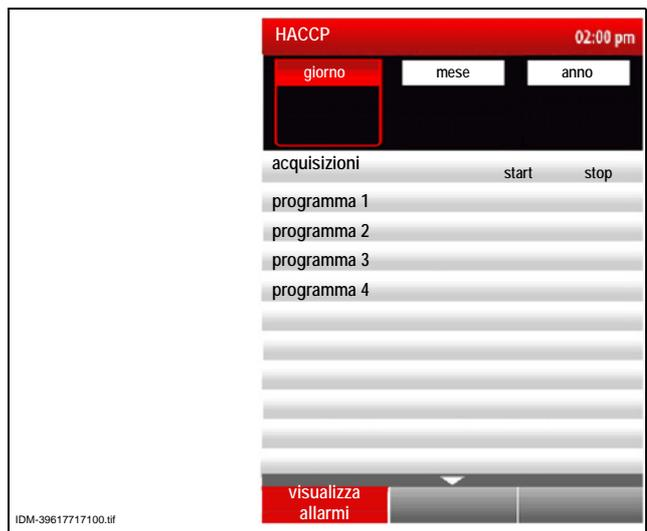 HACCP 02:00 pm
giorno mese anno
acquisizioni start stop
programma 1
programma 2
programma 3
programma 4
visualizza
allarmi
IDM-39617717100.tif